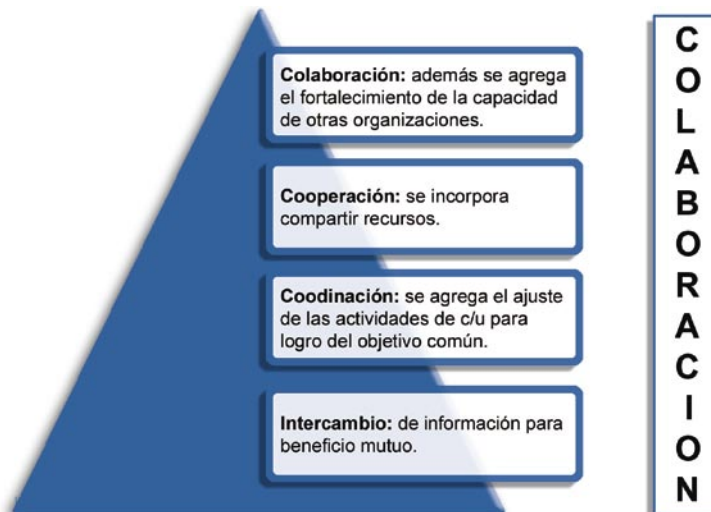 Colaboración: además se agrega
el fortalecimiento de la capacidad
de otras organizaciones.
Cooperación: se incorpora
compartir recursos.
Coodinación: se agrega el ajuste
de las actividades de c/u para
logro del objetivo común.
Intercambio: de información para
beneficio mutuo.
C
O
L
A
B
O
R
A
C
I
O
N